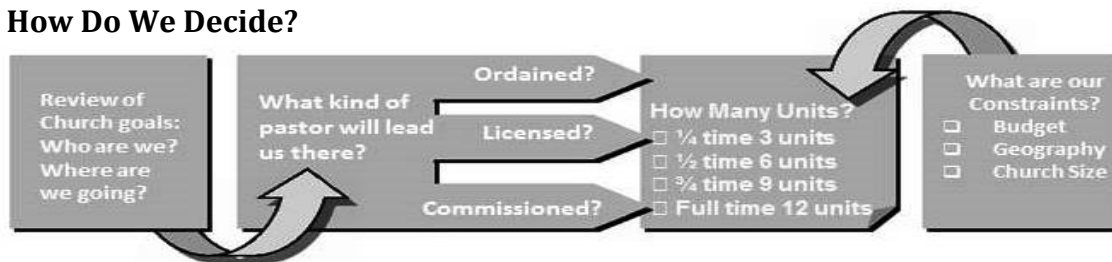 How Do We Decide?
Review of
Church goals:
Who are we?
Where are
we going?
What kind of
pastor will lead
us there?
Ordained?
Licensed?
Commissioned?
How Many Units?
□ ¼ time 3 units
□ ½ time 6 units
□ ¾ time 9 units
□ Full time 12 units
What are our
Constraints?
❑ Budget
❑ Geography
❑ Church Size